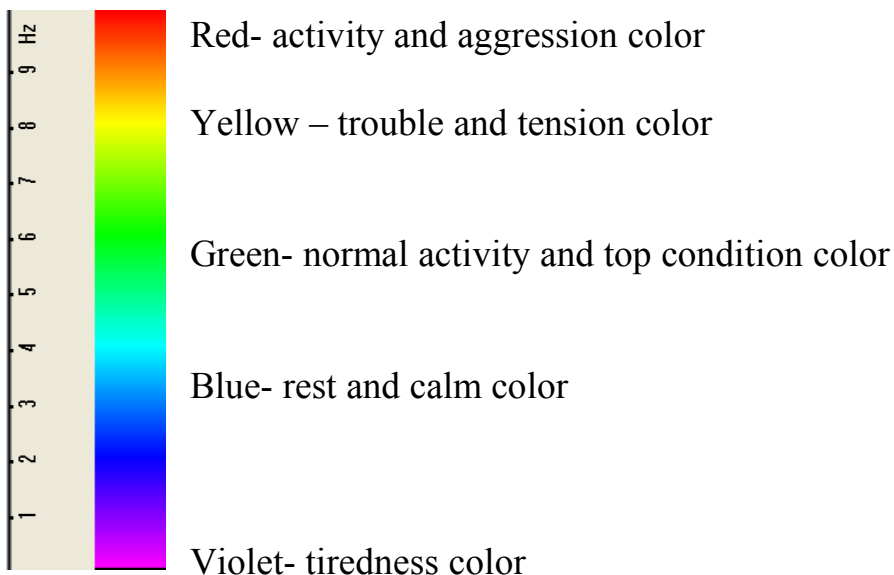 Hz
Red- activity and aggression color
9
8
Yellow – trouble and tension color
7
6
Green- normal activity and top condition color
5
4
Blue- rest and calm color
3
2
1
Violet- tiredness color